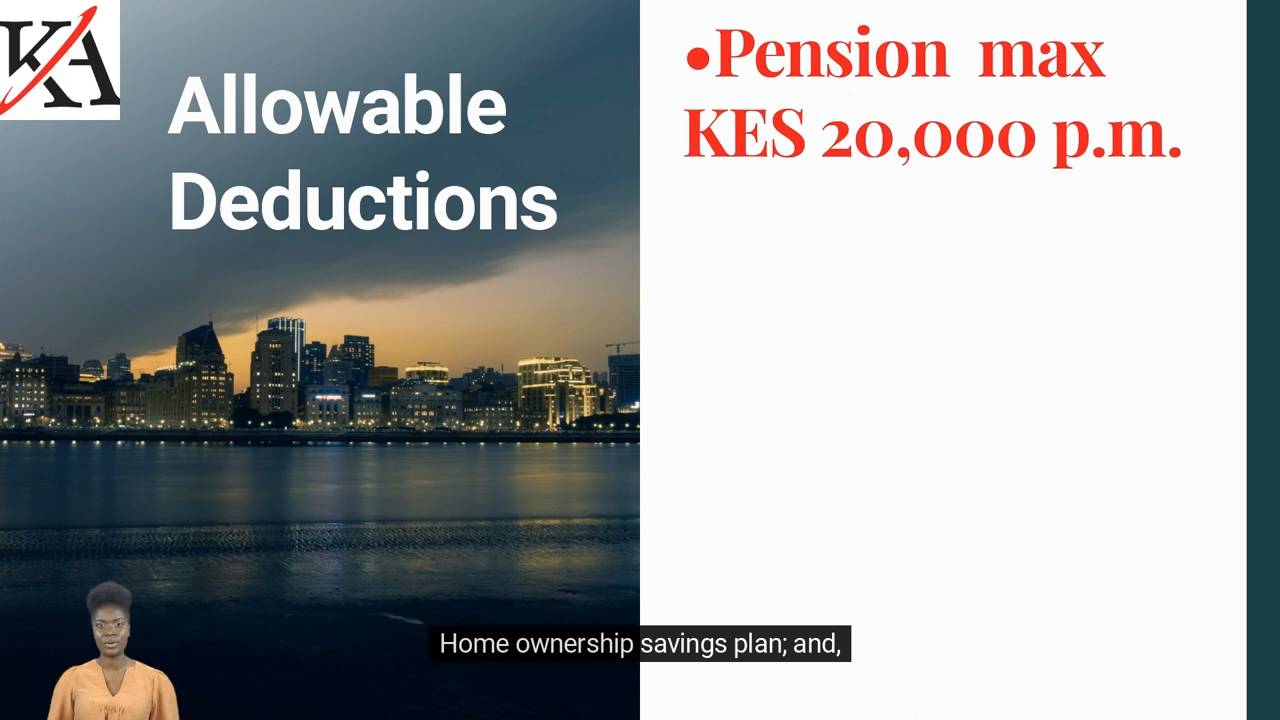 KA
Allowable
Deductions
•Pension max
KES 20,000 p.m.
Home ownership savings plan; and,